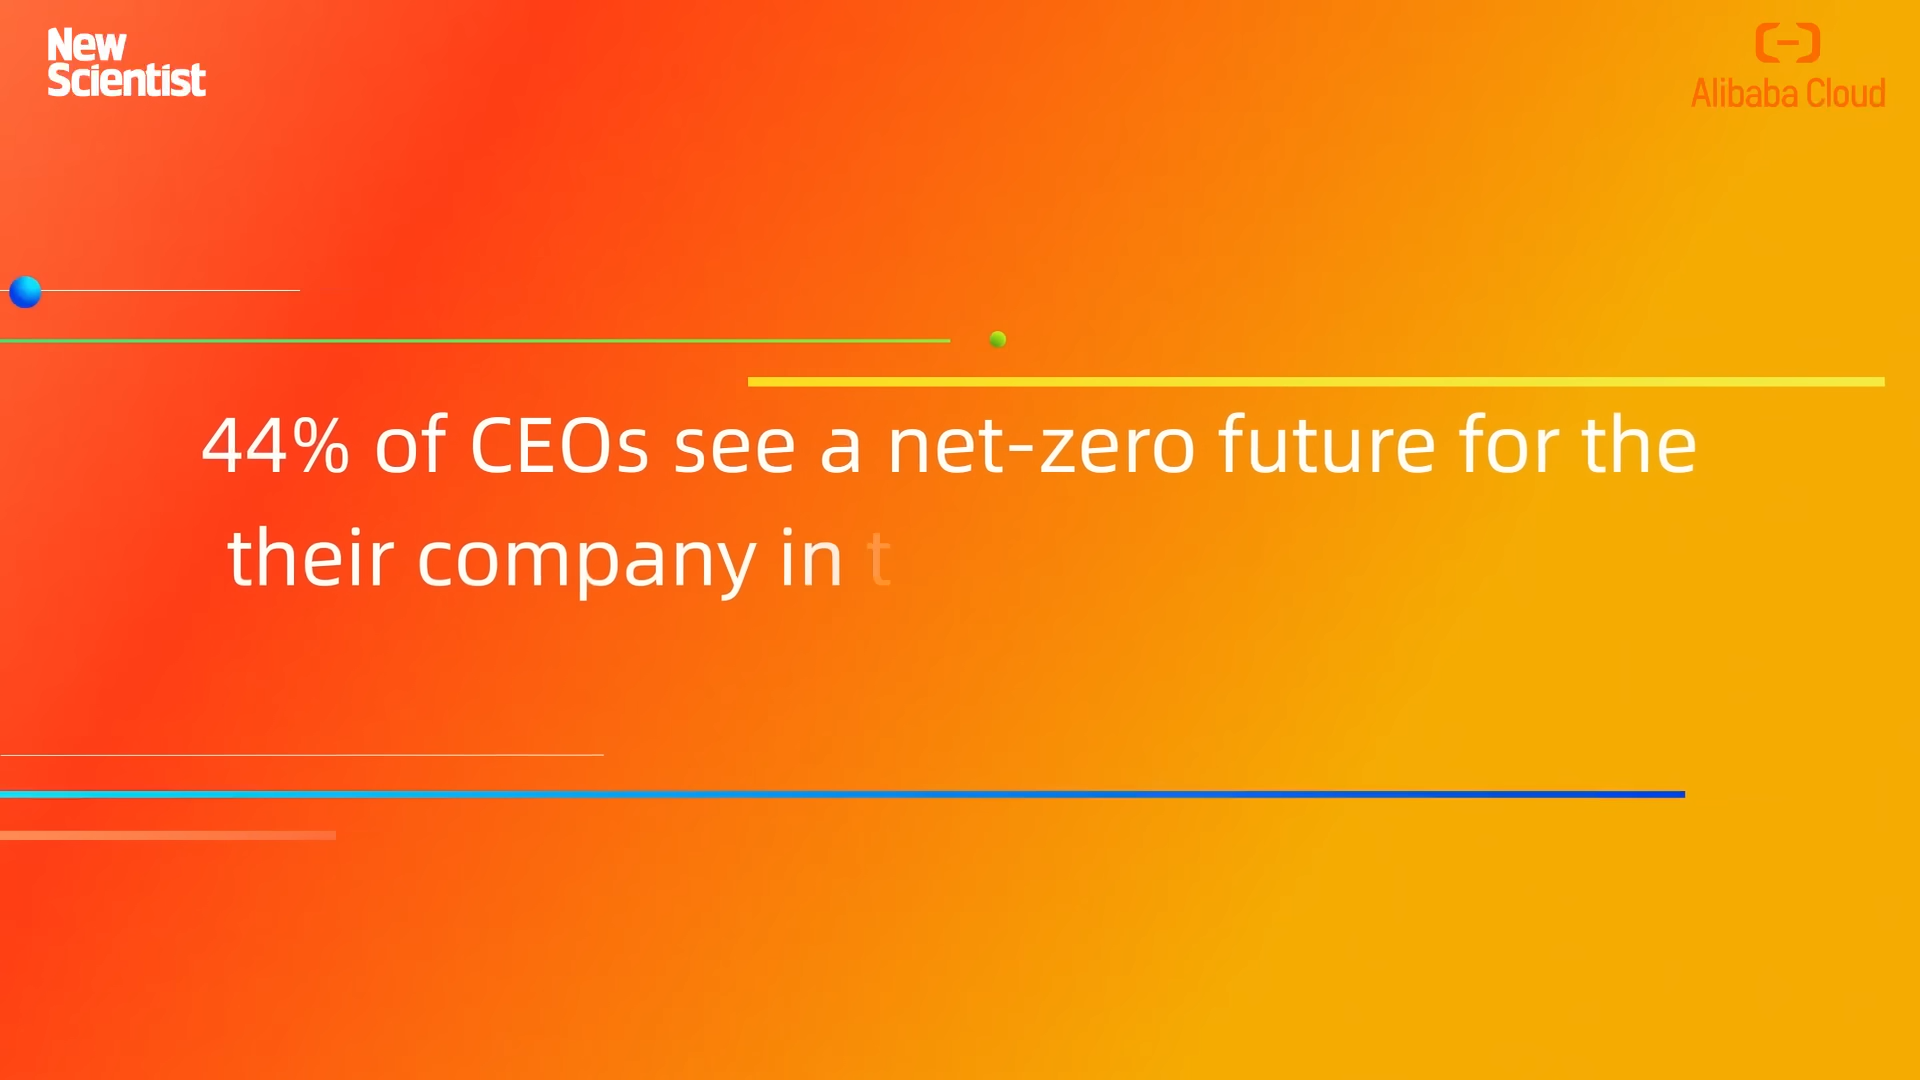 New
Scientist
Alibaba Cloud
44% of CEOs see a net-zero future for the
their company in t